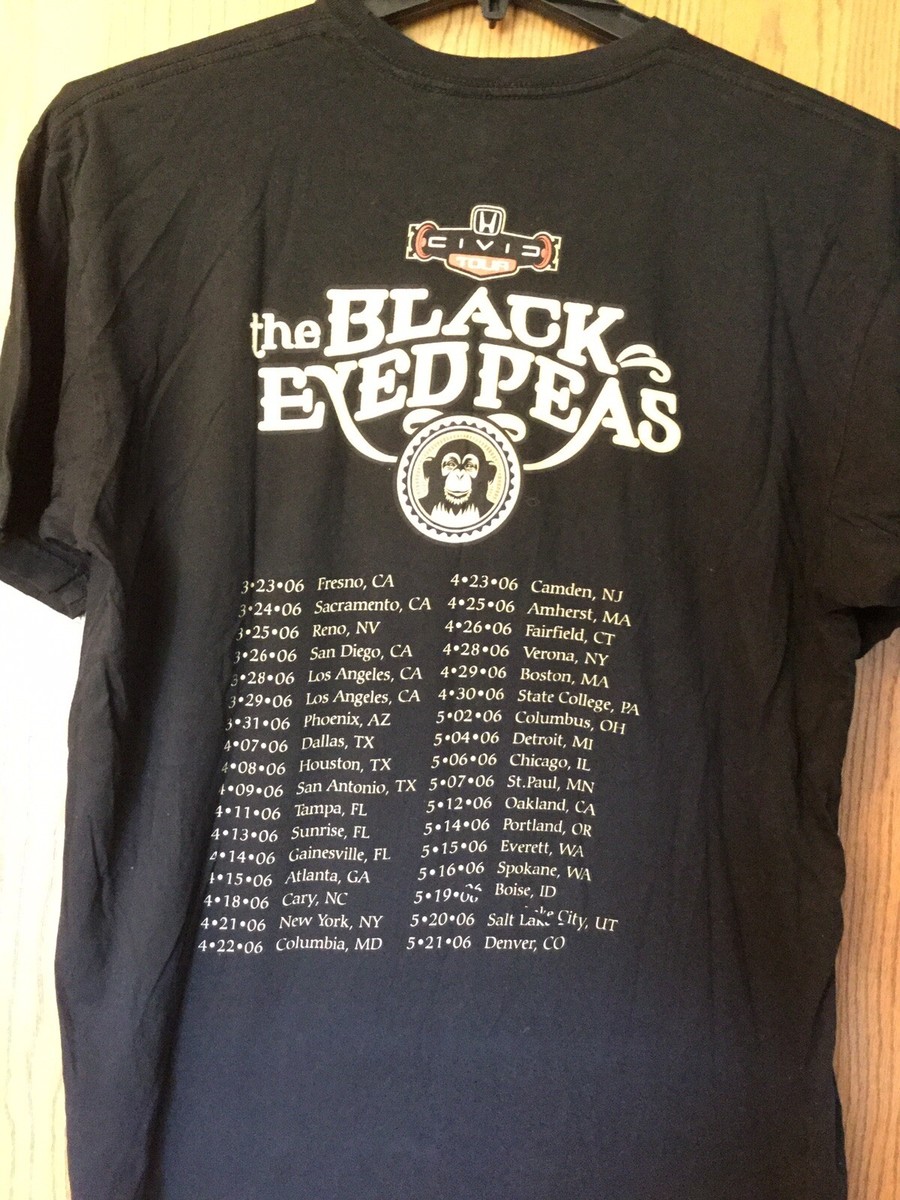 CIVIC
TOUR
the BLACK
EYED PEAS
3•23•06 Fresno, CA
3•24•06 Sacramento, CA
3•25•06 Reno, NV
3•26•06 San Diego, CA
3•28•06 Los Angeles, CA
3•29•06 Los Angeles, CA
3•31•06 Phoenix, AZ
4•07•06 Dallas, TX
4•08•06 Houston, TX
4•09•06 San Antonio, TX
4•11•06 Tampa, FL
4•13•06 Sunrise, FL
4•14•06 Gainesville, FL
4•15•06 Atlanta, GA
4•18•06 Cary, NC
4•21•06 New York, NY
4•22•06 Columbia, MD
4•23•06 Camden, NJ
4•25•06 Amherst, MA
4•26•06 Fairfield, CT
4•28•06 Verona, NY
4•29•06 Boston, MA
4•30•06 State College, PA
5•02•06 Columbus, OH
5•04•06 Detroit, MI
5•06•06 Chicago, IL
5•07•06 St.Paul, MN
5•12•06 Oakland, CA
5•14•06 Portland, OR
5•15•06 Everett, WA
5•16•06 Spokane, WA
5•19•06 Boise, ID
5•20•06 Salt Lake City, UT
5•21•06 Denver, CO